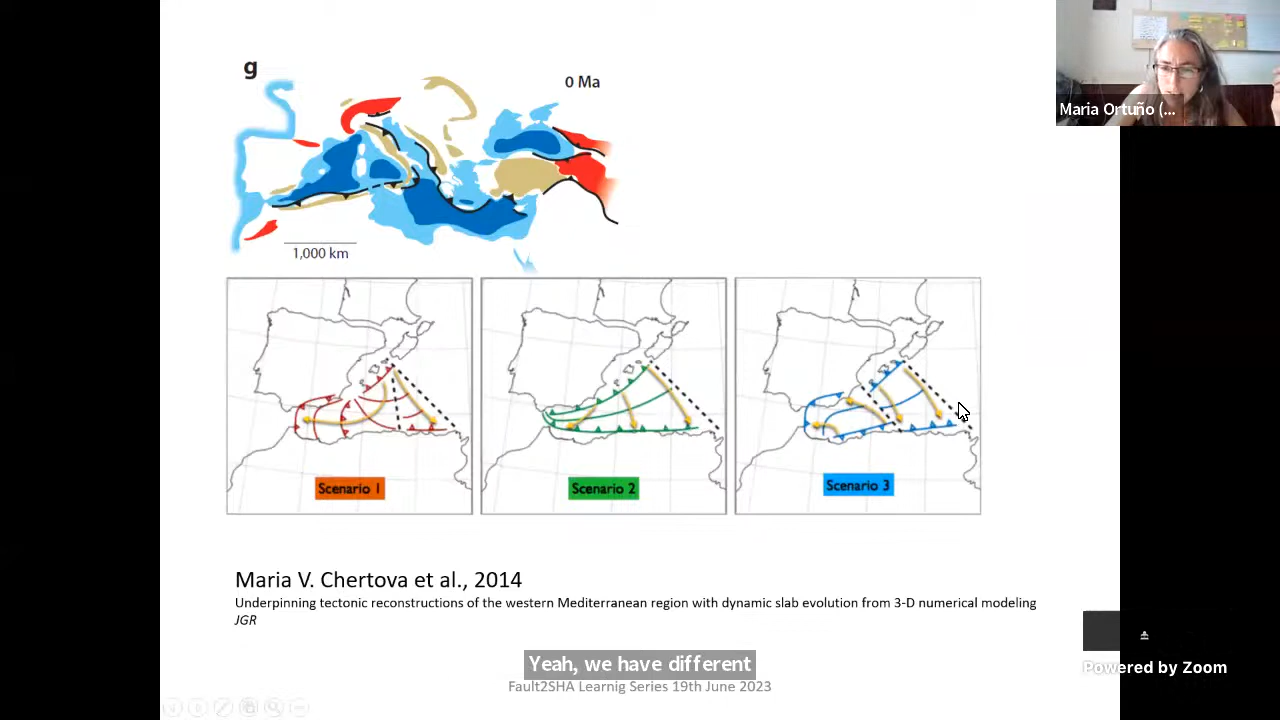 g
0 Ma
Maria Ortuño (...
1,000 km
Scenario 1
Scenario 2
Scenario 3
Maria V. Chertova et al., 2014
Underpinning tectonic reconstructions of the western Mediterranean region with dynamic slab evolution from 3-D numerical modeling
JGR
Yeah, we have different
Powered by Zoom
Fault2SHA Learnig Series 19th June 2023